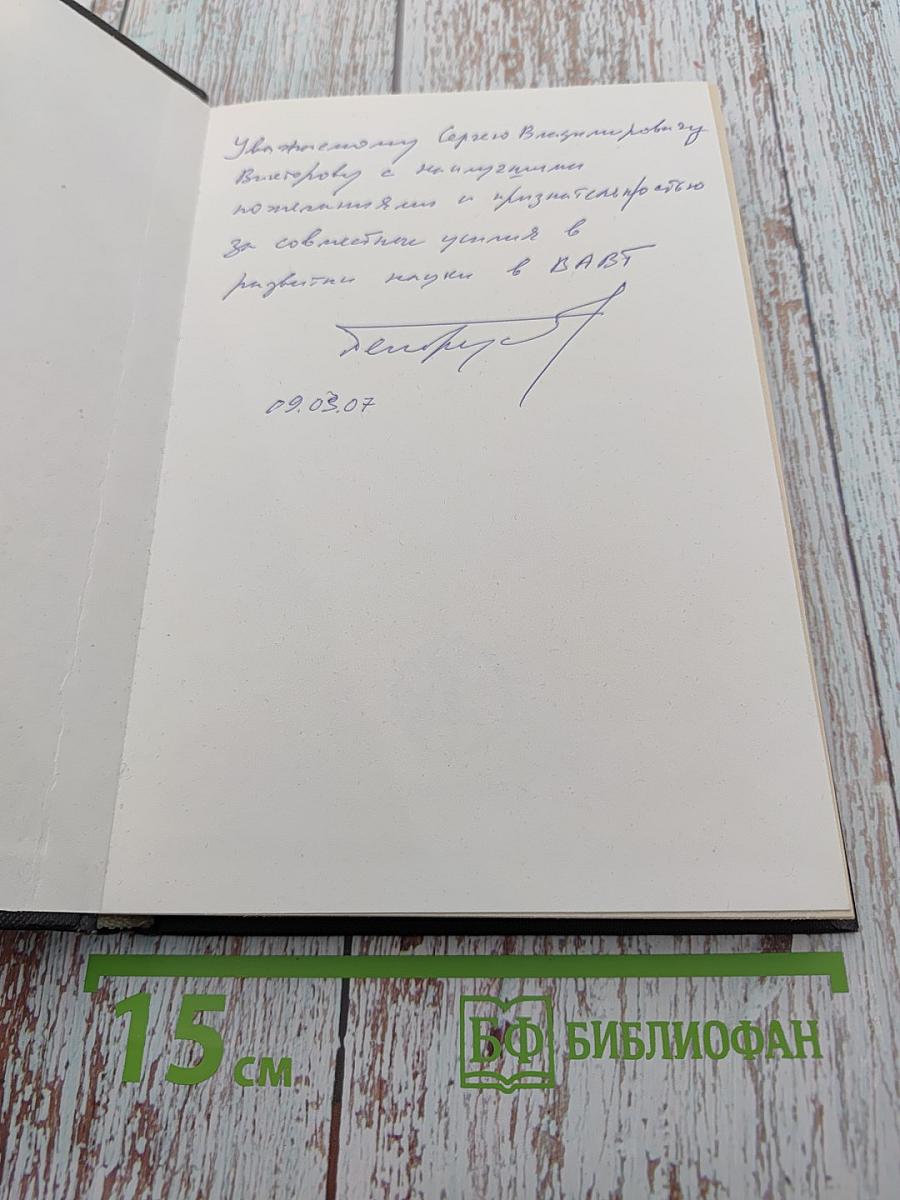 Уважаемому Сергею Владимировичу
Викторову с наилучшими
пожеланиями и признательностью
за совместные усилия в
развитии науки в ВАВТ
09.03.07
15 см
БФ БИБЛИОФАН